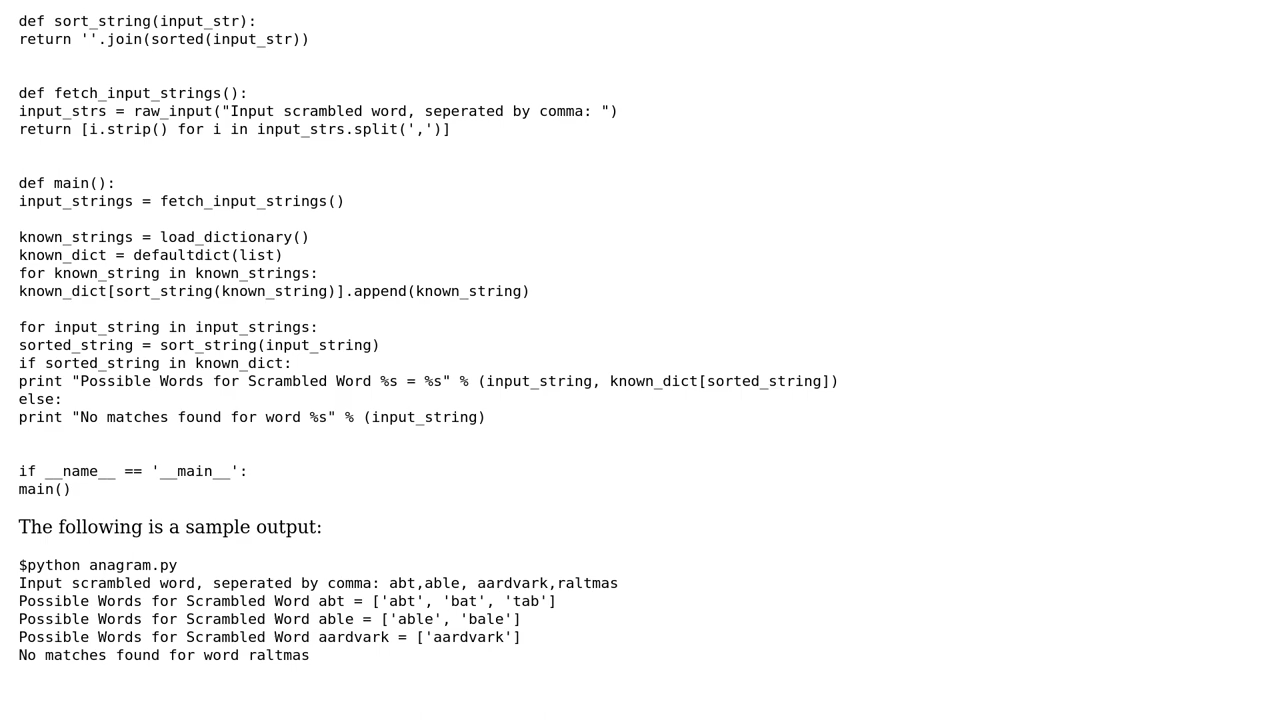 def sort_string(input_str):
return ''.join(sorted(input_str))
def fetch_input_strings():
input_strs = raw_input("Input scrambled word, seperated by comma: ")
return [i.strip() for i in input_strs.split(',')]
def main():
input_strings = fetch_input_strings()
known_strings = load_dictionary()
known_dict = defaultdict(list)
for known_string in known_strings:
known_dict[sort_string(known_string)].append(known_string)
for input_string in input_strings:
sorted_string = sort_string(input_string)
if sorted_string in known_dict:
print "Possible Words for Scrambled Word %s = %s" % (input_string, known_dict[sorted_string])
else:
print "No matches found for word %s" % (input_string)
if __name__ == '__main__':
main()
The following is a sample output:
$python anagram.py
Input scrambled word, seperated by comma: abt,able, aardvark,raltmas
Possible Words for Scrambled Word abt = ['abt', 'bat', 'tab']
Possible Words for Scrambled Word able = ['able', 'bale']
Possible Words for Scrambled Word aardvark = ['aardvark']
No matches found for word raltmas